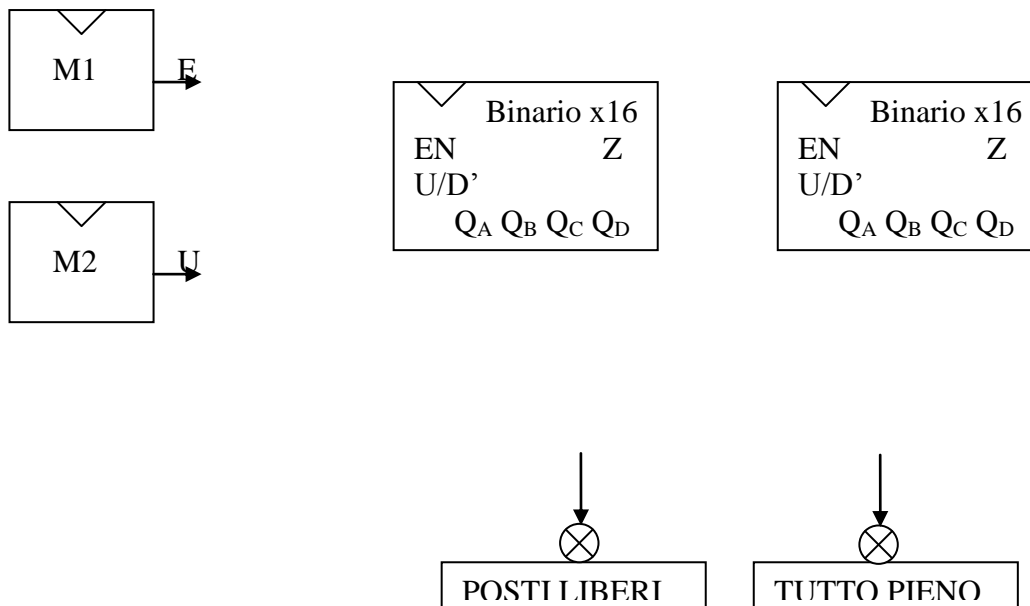 M1 E
M2 U
Binario x16
EN Z
U/D’
QA QB QC QD
Binario x16
EN Z
U/D’
QA QB QC QD
POSTI LIBERI
TUTTO PIENO